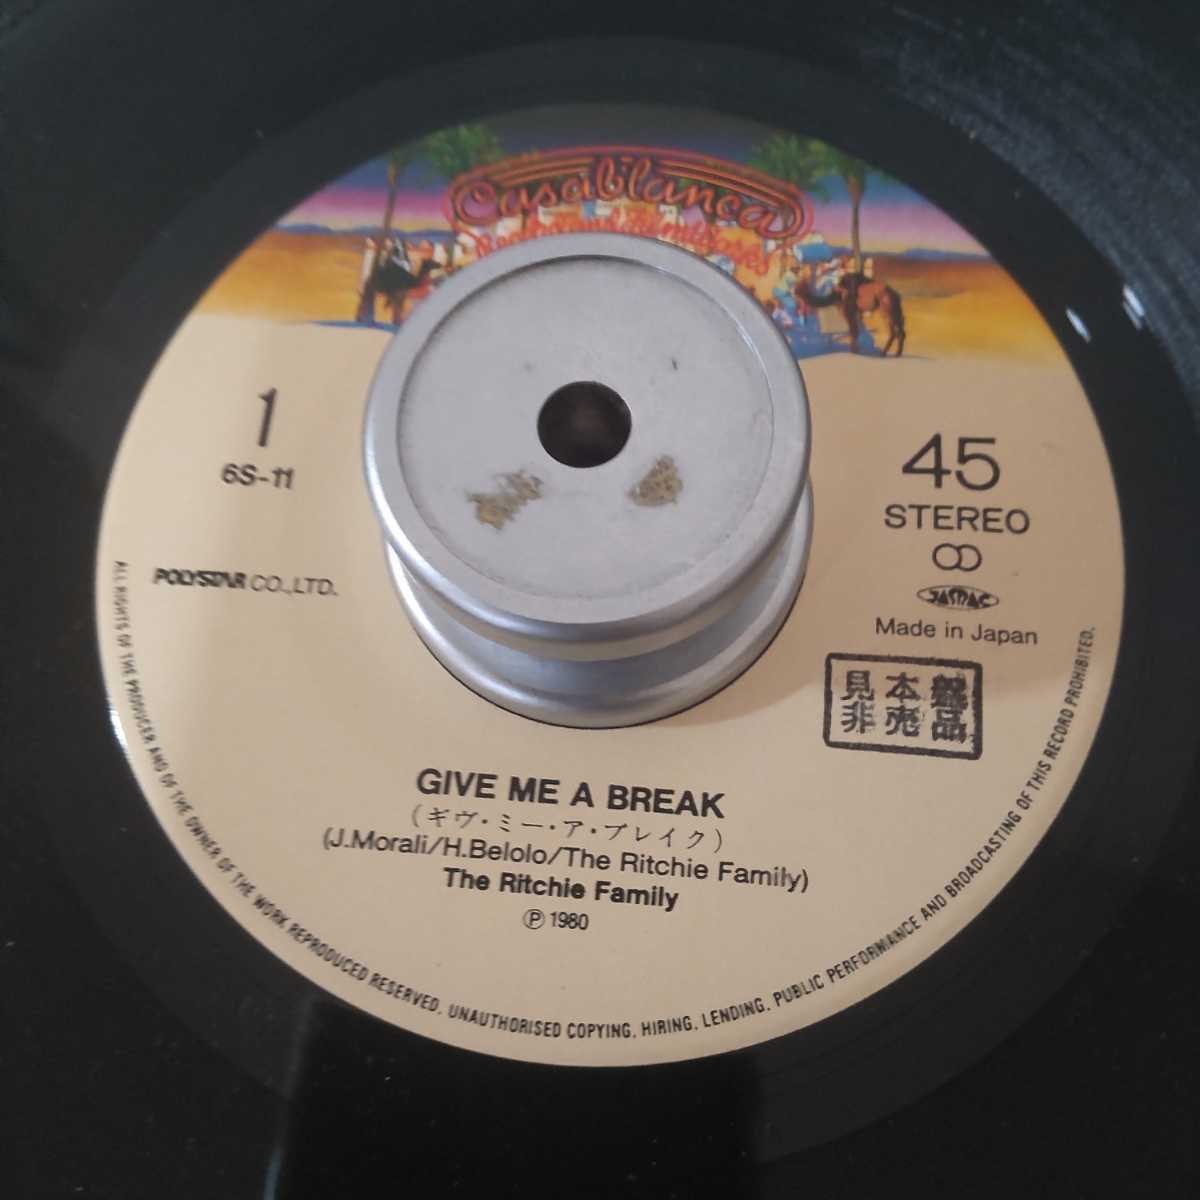 Casablanca
Record and FilmWorks
1
6S-11
45
STEREO
POLYSTAR CO.,LTD.
JASRAC
Made in Japan
見本盤
非売品
GIVE ME A BREAK
(ギヴ・ミー・ア・ブレイク)
(J.Morali/H.Belolo/The Ritchie Family)
The Ritchie Family
Ⓟ 1980
ALL RIGHTS OF THE PRODUCER AND OF THE OWNER OF THE WORK REPRODUCED RESERVED. UNAUTHORISED COPYING, HIRING, LENDING, PUBLIC PERFORMANCE AND BROADCASTING OF THIS RECORD PROHIBITED.